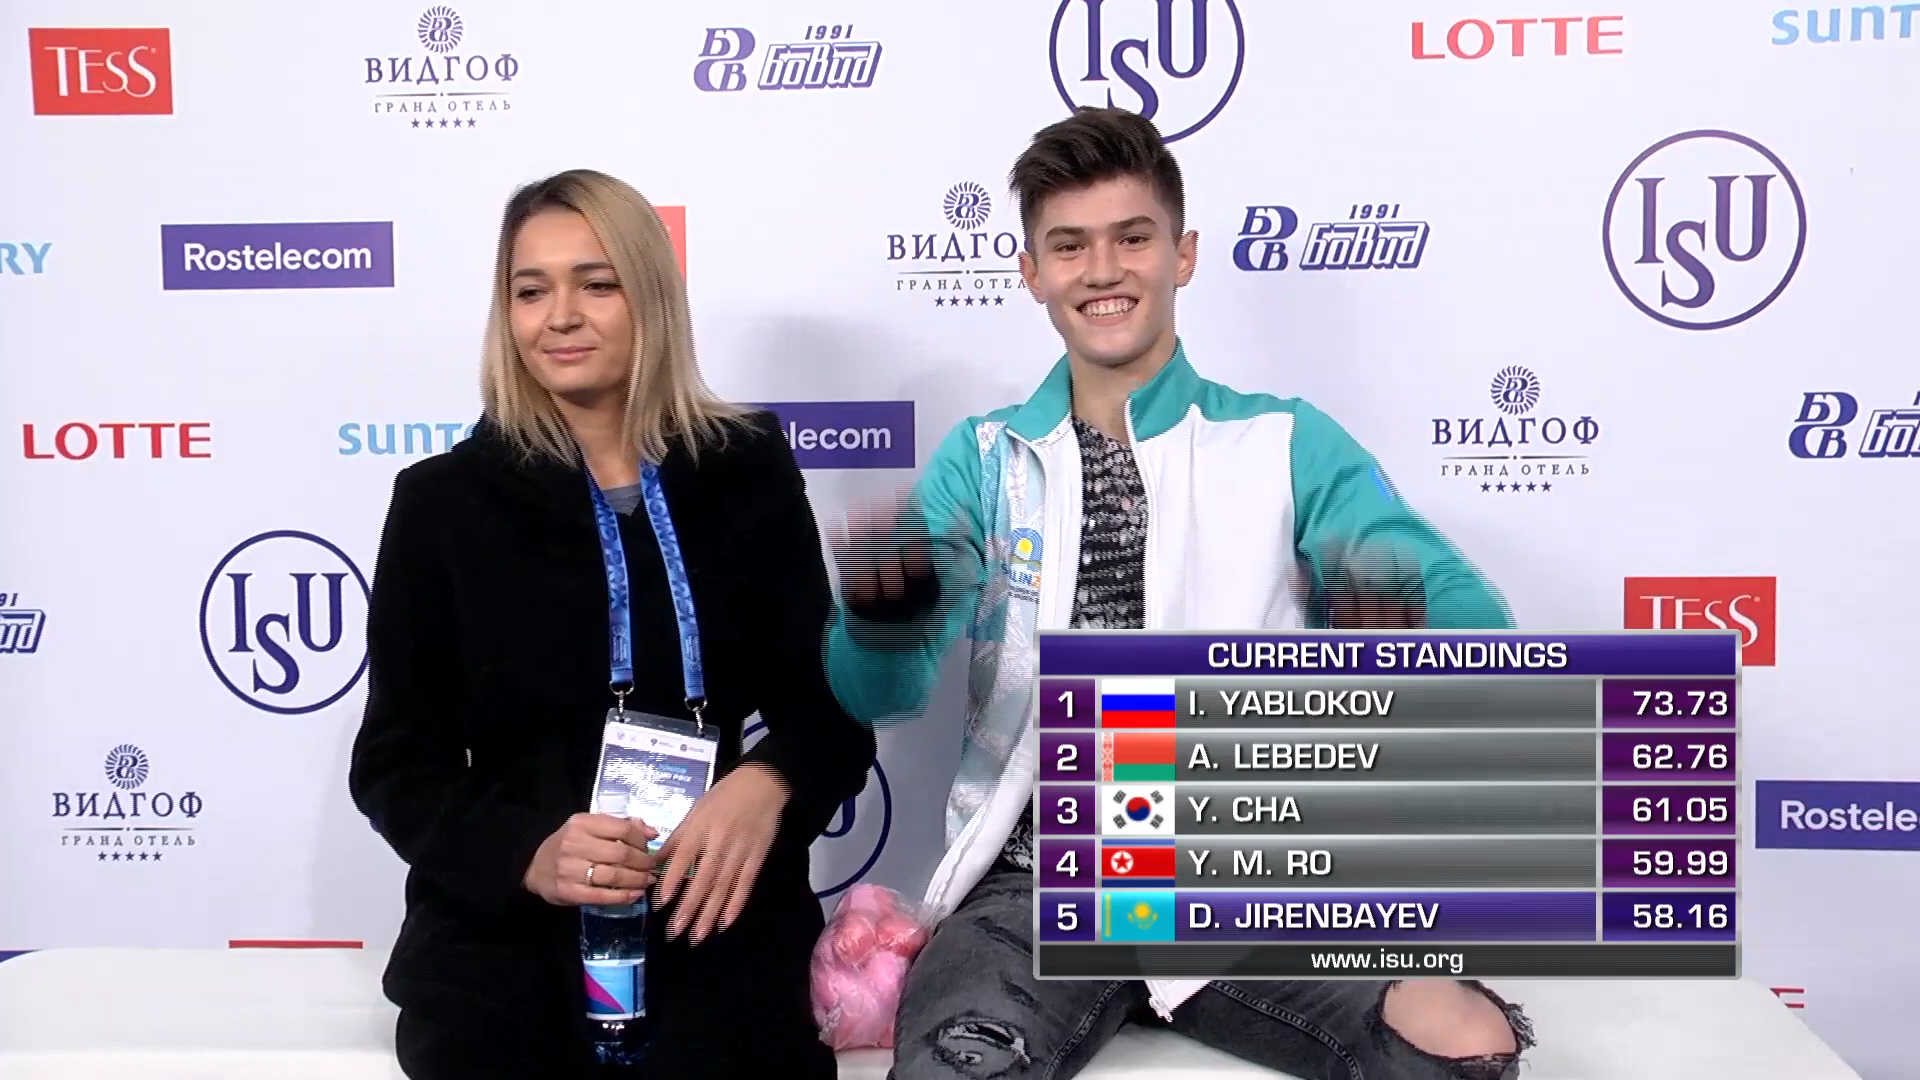 TESS
ВИДГОФ
ГРАНД ОТЕЛЬ
1991
БОВИД
ISU
LOTTE
SUNT
RY
Rostelecom
ВИДГОФ
ГРАНД ОТЕЛ
1991
БОВИД
ISU
LOTTE
SUNT
lecom
ВИДГОФ
ГРАНД ОТЕЛЬ
ISU
TESS
ВИДГОФ
ГРАНД ОТЕЛЬ
Rostele
CURRENT STANDINGS
1 I. YABLOKOV 73.73
2 A. LEBEDEV 62.76
3 Y. CHA 61.05
4 Y. M. RO 59.99
5 D. JIRENBAYEV 58.16
www.isu.org